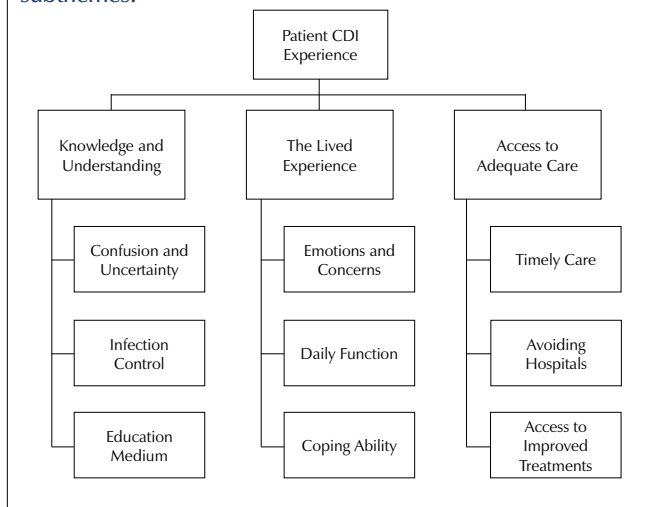 subthemes.
Patient CDI
Experience
Knowledge and
Understanding
The Lived
Experience
Access to
Adequate Care
Confusion and
Uncertainty
Emotions and
Concerns
Timely Care
Infection
Control
Daily Function
Avoiding
Hospitals
Education
Medium
Coping Ability
Access to
Improved
Treatments